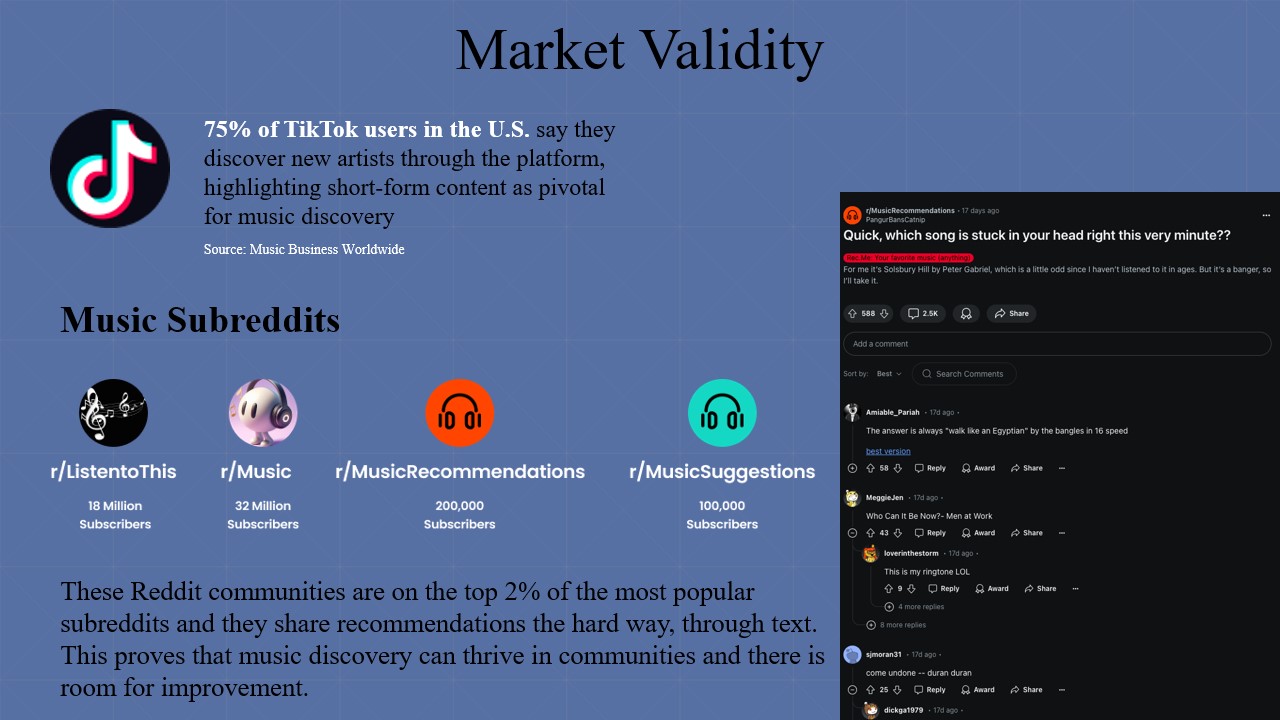 Market Validity
75% of TikTok users in the U.S. say they
discover new artists through the platform,
highlighting short-form content as pivotal
for music discovery
Source: Music Business Worldwide
Music Subreddits
r/ListentoThis
18 Million
Subscribers
r/Music
32 Million
Subscribers
r/MusicRecommendations
200,000
Subscribers
r/MusicSuggestions
100,000
Subscribers
These Reddit communities are on the top 2% of the most popular
subreddits and they share recommendations the hard way, through text.
This proves that music discovery can thrive in communities and there is
room for improvement.
r/MusicRecommendations • 17 days ago
PangurBansCatnip
Quick, which song is stuck in your head right this very minute??
Rec.Me: Your favorite music (anything)
For me it's Solsbury Hill by Peter Gabriel, which is a little odd since I haven't listened to it in ages. But it's a banger, so
I'll take it.
588 2.5K Share
Add a comment
Sort by: Best Search Comments
Amiable_Pariah • 17d ago •
The answer is always "walk like an Egyptian" by the bangles in 16 speed
best version
58 Reply Award Share
MeggieJen • 17d ago •
Who Can It Be Now?- Men at Work
43 Reply Award Share
loverinthestorm • 17d ago •
This is my ringtone LOL
9 Reply Award Share
4 more replies
8 more replies
sjmoran31 • 17d ago •
come undone -- duran duran
25 Reply Award Share
dickga1979 • 17d ago •